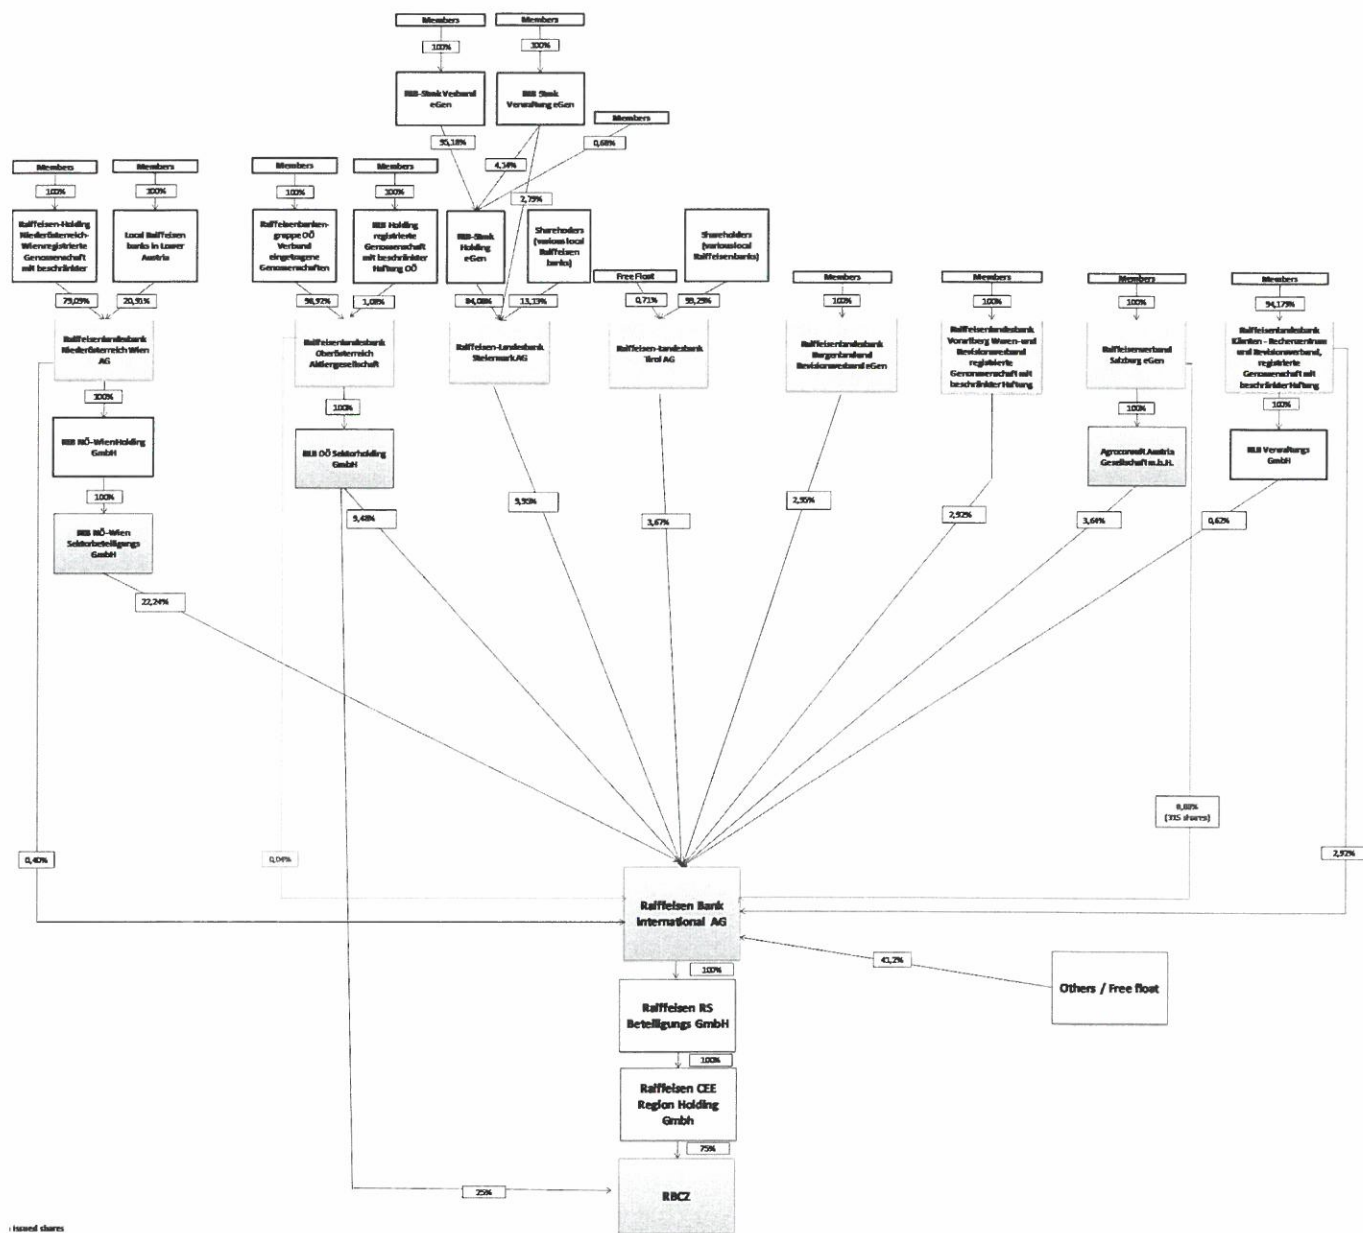 Members
Members
100%
100%
RLB-Stmk Verbund
eGen
RLB Stmk
Verwaltung eGen
Members
95,18%
4,14%
0,68%
2,79%
Members
Members
100%
100%
Raiffeisen-Holding
Niederösterreich-
Wien registrierte
Genossenschaft
mit beschränkter
Local Raiffeisen
banks in Lower
Austria
79,09%
20,91%
Members
Members
100%
100%
Raiffeisenbanken-
gruppe OÖ
Verbund
eingetragene
Genossenschaften
RLB Holding
registrierte
Genossenschaft
mit beschränkter
Haftung OÖ
98,92%
1,08%
RLB-Stmk
Holding
eGen
Shareholders
(various local
Raiffeisen
banks)
84,08%
13,13%
Free Float
Shareholders
(various local
Raiffeisenbanks)
0,71%
99,29%
Members
100%
Members
100%
Members
100%
Members
94,179%
Raiffeisenlandesbank
Niederösterreich Wien
AG
Raiffeisenlandesbank
Oberösterreich
Aktiengesellschaft
Raiffeisen-Landesbank
Steiermark AG
Raiffeisen-Landesbank
Tirol AG
Raiffeisenlandesbank
Burgenland und
Revisionsverband eGen
Raiffeisenlandesbank
Vorarlberg Waren- und
Revisionsverband
registrierte
Genossenschaft mit
beschränkter Haftung
Raiffeisenverband
Salzburg eGen
Raiffeisenlandesbank
Kärnten - Rechenzentrum
und Revisionsverband,
registrierte
Genossenschaft mit
beschränkter Haftung
100%
100%
100%
100%
RLB NÖ-Wien Holding
GmbH
RLB OÖ Sektorholding
GmbH
Agroconsult Austria
Gesellschaft m.b.H.
RLB Verwaltungs
GmbH
100%
RLB NÖ-Wien
Sektorbeteiligungs
GmbH
22,24%
9,48%
9,95%
3,67%
2,95%
2,92%
3,64%
0,62%
0,00%
(715 shares)
0,40%
0,04%
2,92%
Raiffeisen Bank
International AG
41,2%
Others / Free float
100%
Raiffeisen RS
Beteiligungs GmbH
100%
Raiffeisen CEE
Region Holding
Gmbh
75%
25%
RBCZ
issued shares